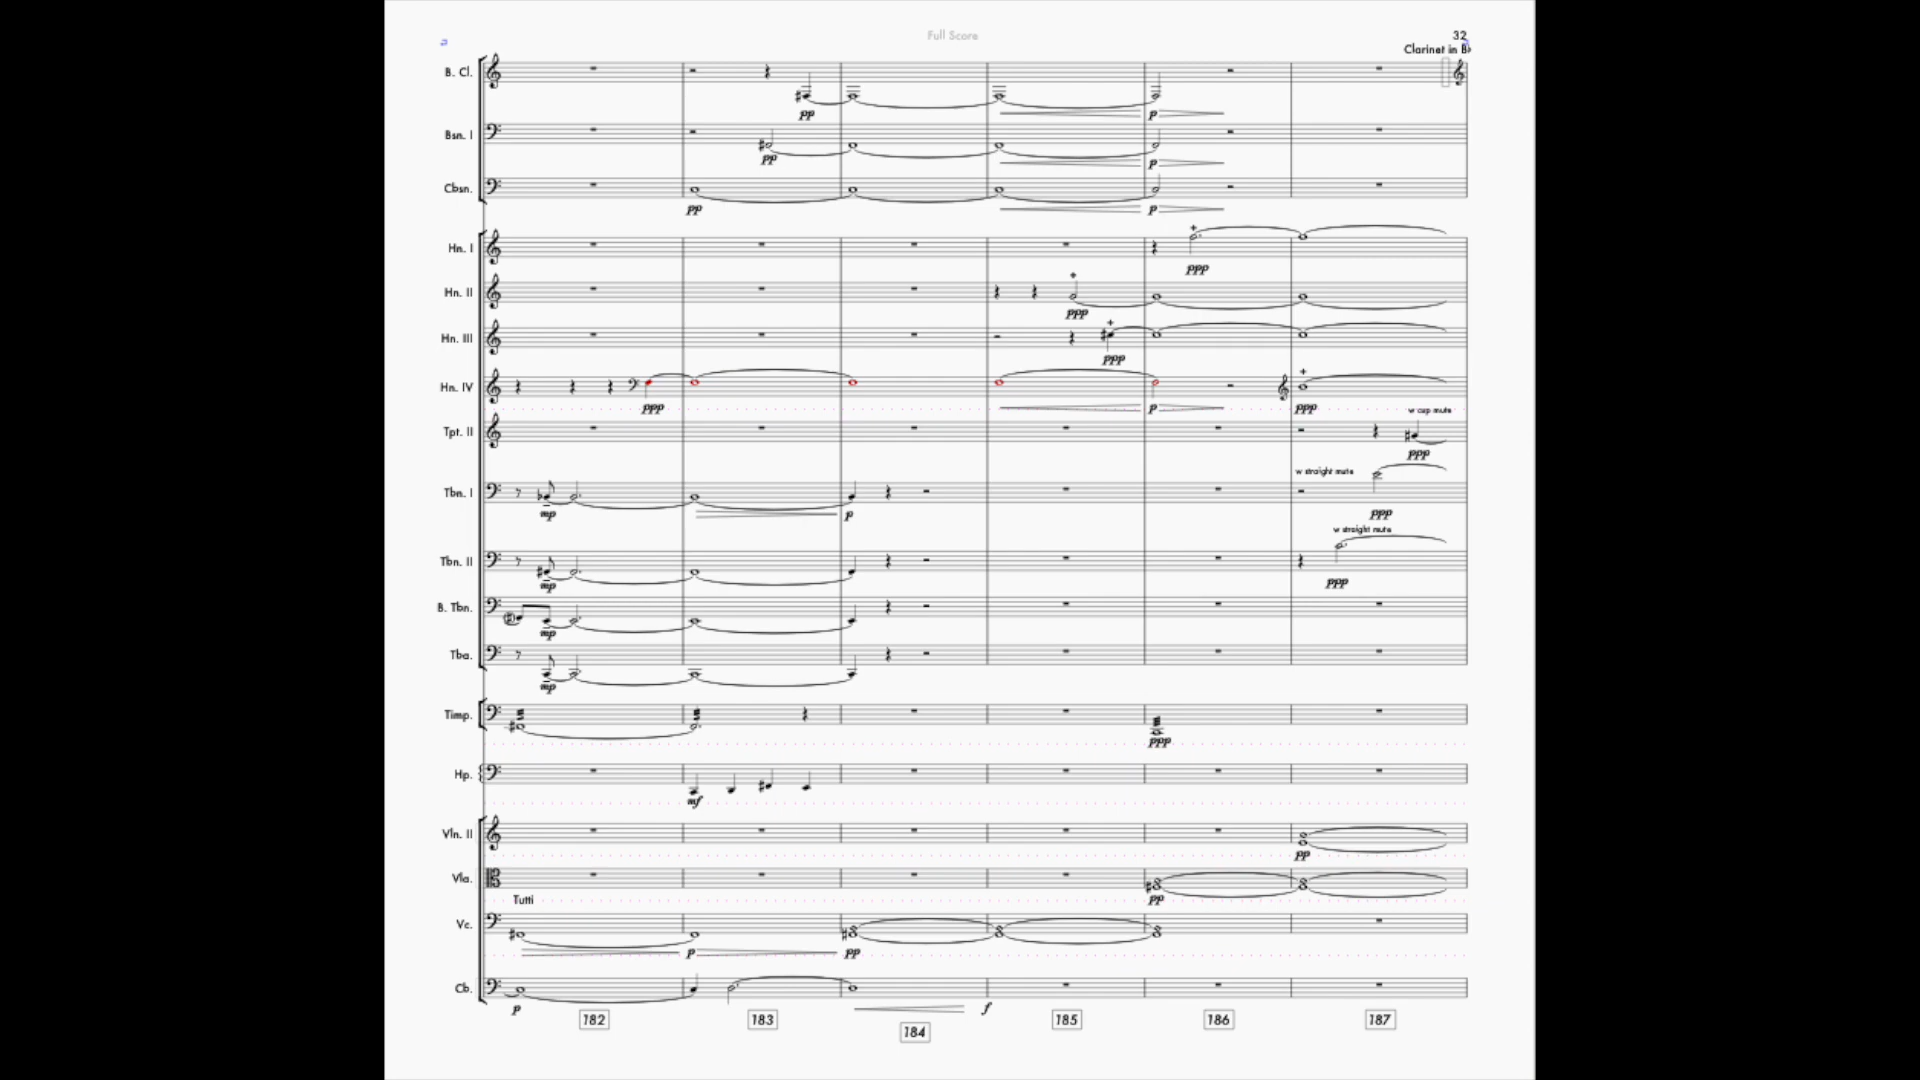 Full Score
32
Clarinet in B♭
B. Cl.
pp
p
Bsn. I
pp
p
Cbsn.
pp
p
Hn. I
ppp
Hn. II
ppp
Hn. III
ppp
Hn. IV
ppp
p
ppp
w cup mute
Tpt. II
ppp
w straight mute
Tbn. I
mp
p
ppp
w straight mute
Tbn. II
mp
ppp
B. Tbn.
mp
Tba.
mp
Timp.
ppp
Hp.
mf
Vln. II
pp
Vla.
pp
Tutti
Vc.
p
pp
Cb.
p
f
182
183
184
185
186
187